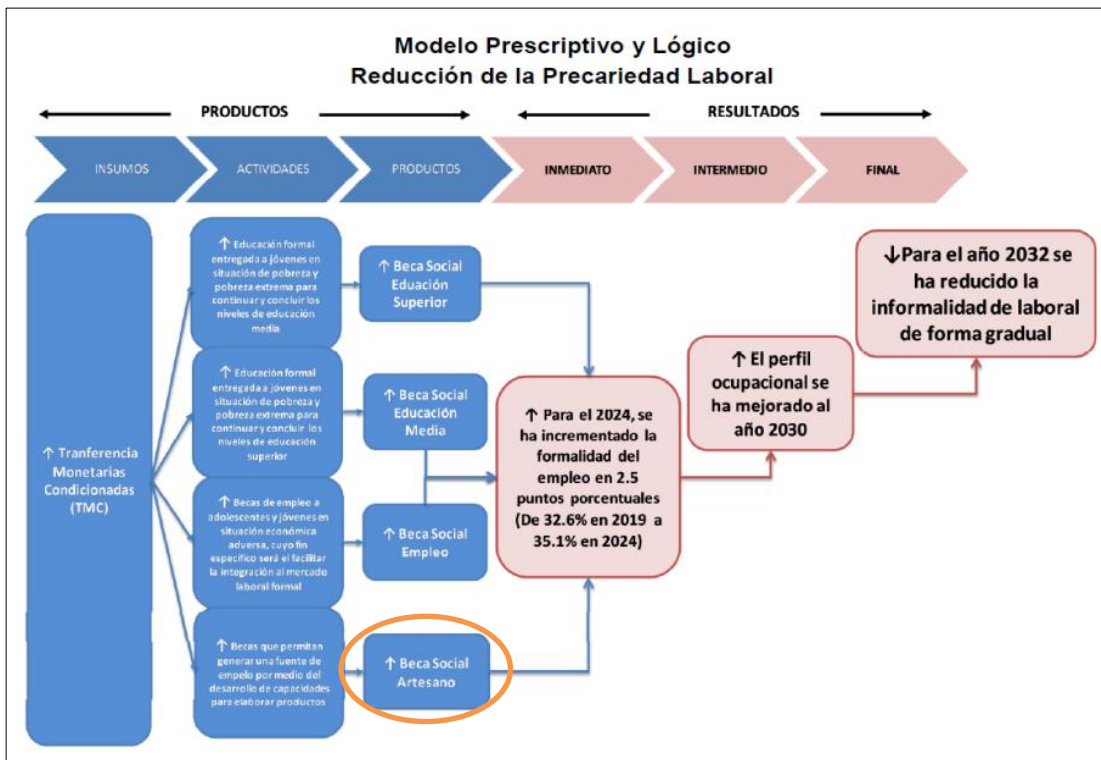 Modelo Prescriptivo y Lógico
Reducción de la Precariedad Laboral
PRODUCTOS
RESULTADOS
INSUMOS
ACTIVIDADES
PRODUCTOS
INMEDIATO
INTERMEDIO
FINAL
↑ Tranferencia
Monetarias
Condicionadas
(TMC)
↑ Educación formal
entregada a jóvenes en
situación de pobreza y
pobreza extrema para
continuar y concluir los
niveles de educación
media
↑ Educación formal
entregada a jóvenes en
situación de pobreza y
pobreza extrema para
continuar y concluir los
niveles de educación
superior
↑ Becas de empleo a
adolescentes y jóvenes en
situación económica
adversa, cuyo fin
específico será el facilitar
la integración al mercado
laboral formal
↑ Becas que permitan
generar una fuente de
empelo por medio del
desarrollo de capacidades
para elaborar productos
↑ Beca Social
Eduación
Superior
↑ Beca Social
Educación
Media
↑ Beca Social
Empleo
↑ Beca Social
Artesano
↑ Para el 2024, se
ha incrementado la
formalidad del
empleo en 2.5
puntos porcentuales
(De 32.6% en 2019 a
35.1% en 2024)
↑ El perfil
ocupacional se
ha mejorado al
año 2030
↓Para el año 2032 se
ha reducido la
informalidad de laboral
de forma gradual